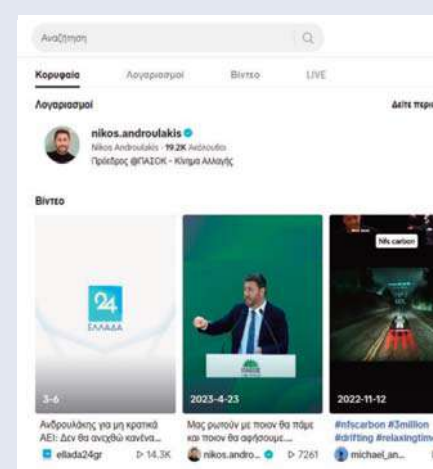 Αναζήτηση
Κορυφαία Λογαριασμοί Βίντεο LIVE
Λογαριασμοί
Δείτε
nikos.androulakis
Nikos Androulakis · 19.2K Ακόλουθοι
Πρόεδρος @ΠΑΣΟΚ - Κίνημα Αλλαγής
Βίντεο
24
ΕΛΛΑΔΑ
ΠΑΣΟΚ
Nfs carbon
3-6
2023-4-23
2022-11-12
Ανδρουλάκης για μη κρατικά
ΑΕΙ: Δεν θα ανεχθώ κανένα...
ellada24gr 14.3K
Μας ρωτούν με ποιον θα πάμε
και ποιον θα αφήσουμε....
nikos.andro... 7261
#nfscarbon #3million
#drifting #relaxingtime
michael_an...